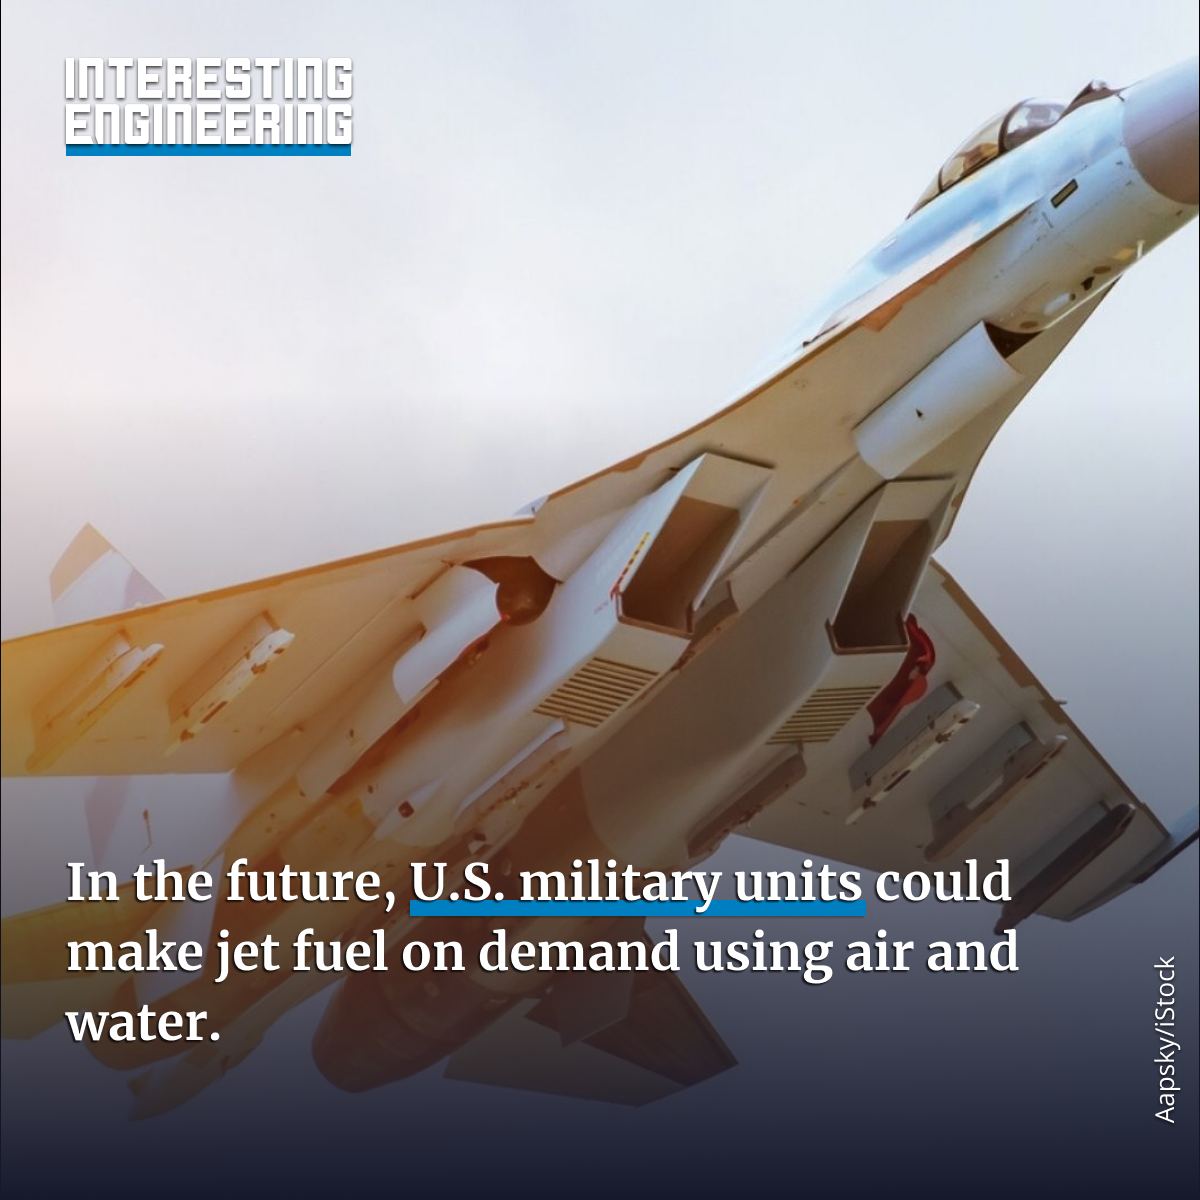 INTERESTING
ENGINEERING
In the future, U.S. military units could
make jet fuel on demand using air and
water.
Aapsky/iStock